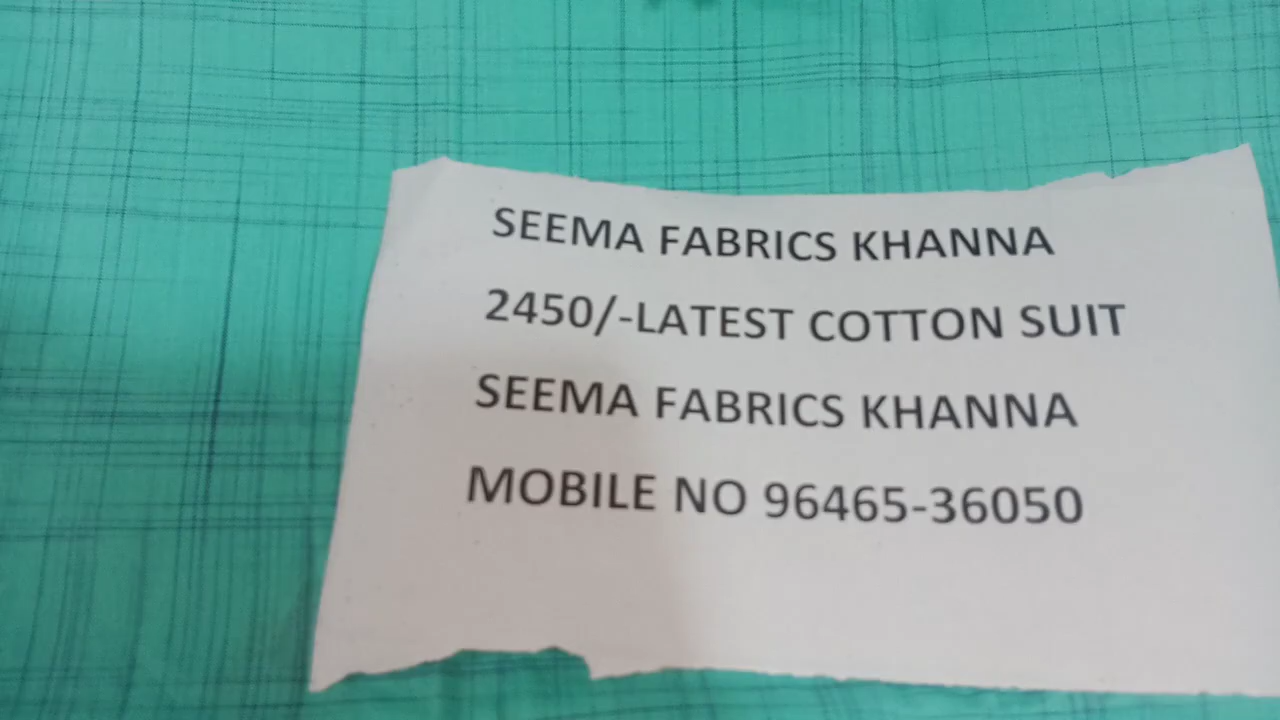 SEEMA FABRICS KHANNA
2450/-LATEST COTTON SUIT
SEEMA FABRICS KHANNA
MOBILE NO 96465-36050